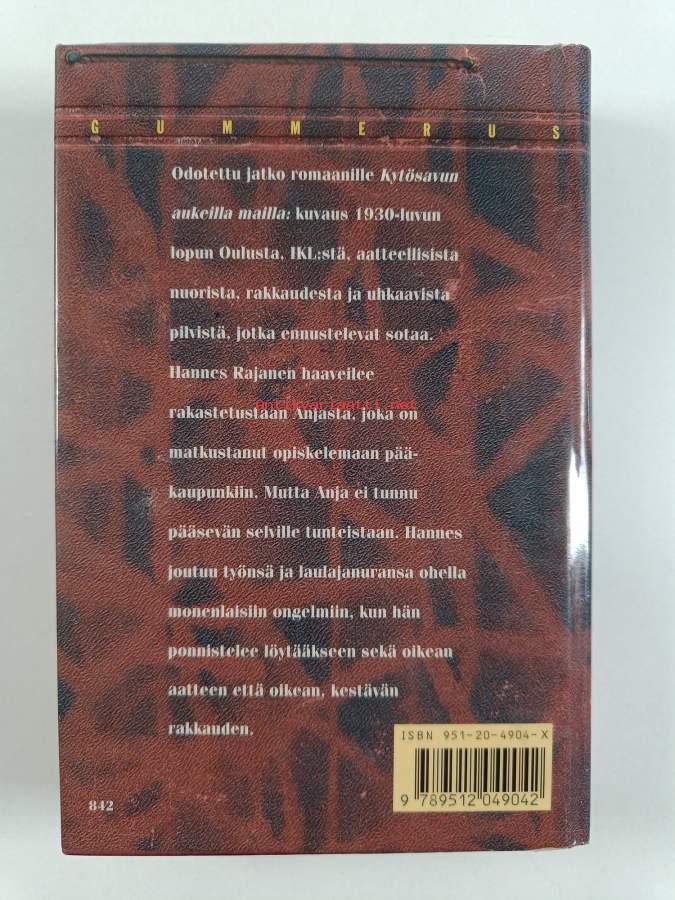 GUMMERUS
Odotettu jatko romaanille Kytösavun
aukeilla mailla: kuvaus 1930-luvun
lopun Oulusta, IKL:stä, aatteellisista
nuorista, rakkaudesta ja uhkaavista
pilvistä, jotka ennustelevat sotaa.
Hannes Rajanen haaveilee
antikvariaatti.net
rakastetustaan Anjasta, joka on
matkustanut opiskelemaan pää-
kaupunkiin. Mutta Anja ei tunnu
pääsevän selville tunteistaan. Hannes
joutuu työnsä ja laulajanuransa ohella
monenlaisiin ongelmiin, kun hän
ponnistelee löytääkseen sekä oikean
aatteen että oikean, kestävän
rakkauden.
ISBN 951-20-4904-X
9 789512 049042
842